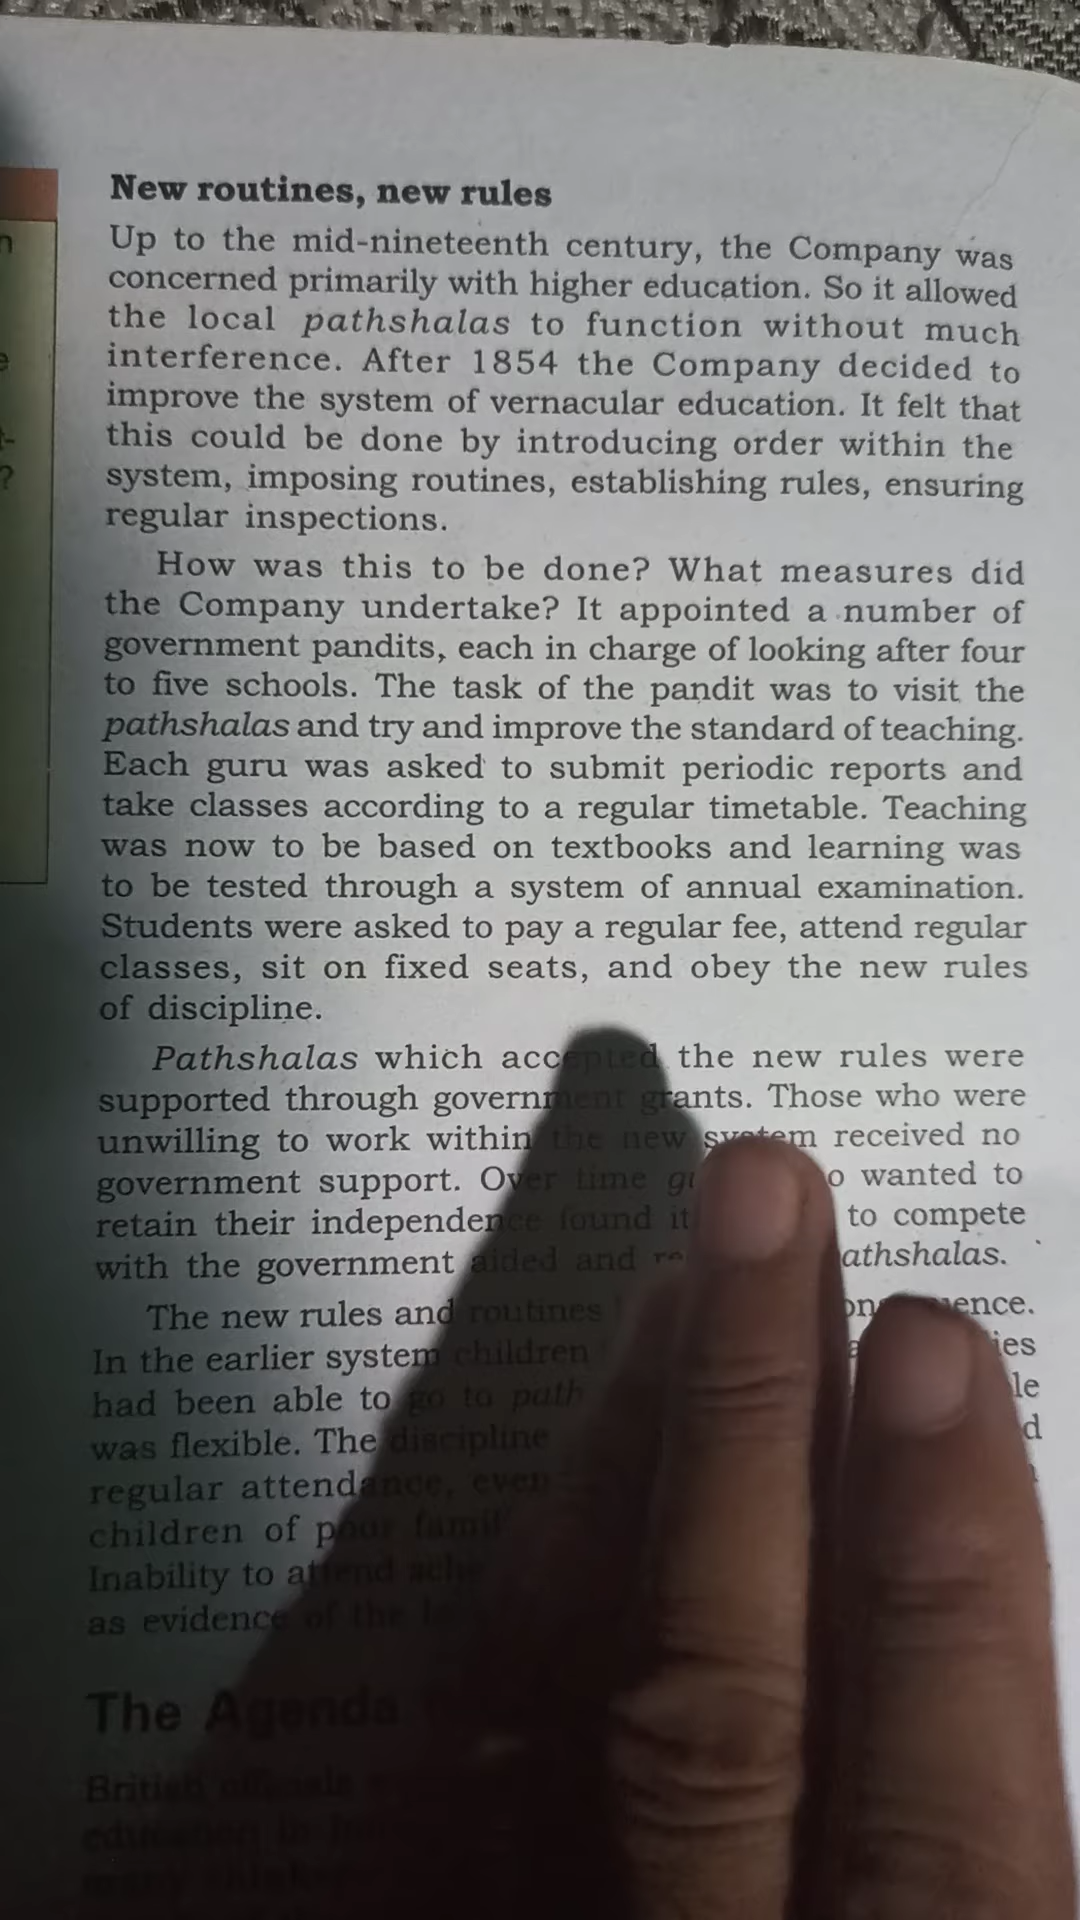 New routines, new rules
Up to the mid-nineteenth century, the Company was
concerned primarily with higher education. So it allowed
the local pathshalas to function without much
interference. After 1854 the Company decided to
improve the system of vernacular education. It felt that
this could be done by introducing order within the
system, imposing routines, establishing rules, ensuring
regular inspections.
How was this to be done? What measures did
the Company undertake? It appointed a number of
government pandits, each in charge of looking after four
to five schools. The task of the pandit was to visit the
pathshalas and try and improve the standard of teaching.
Each guru was asked to submit periodic reports and
take classes according to a regular timetable. Teaching
was now to be based on textbooks and learning was
to be tested through a system of annual examination.
Students were asked to pay a regular fee, attend regular
classes, sit on fixed seats, and obey the new rules
of discipline.
Pathshalas which accepted the new rules were
supported through government grants. Those who were
unwilling to work within the new system received no
government support. Over time wanted to
retain their independence found it to compete
with the government aided and
The new rules and routines
In the earlier system children
had been able to go to
was flexible. The discipline
regular attendance, even
children of poor
Inability to attend
as evidence of the
The Agenda
British officials